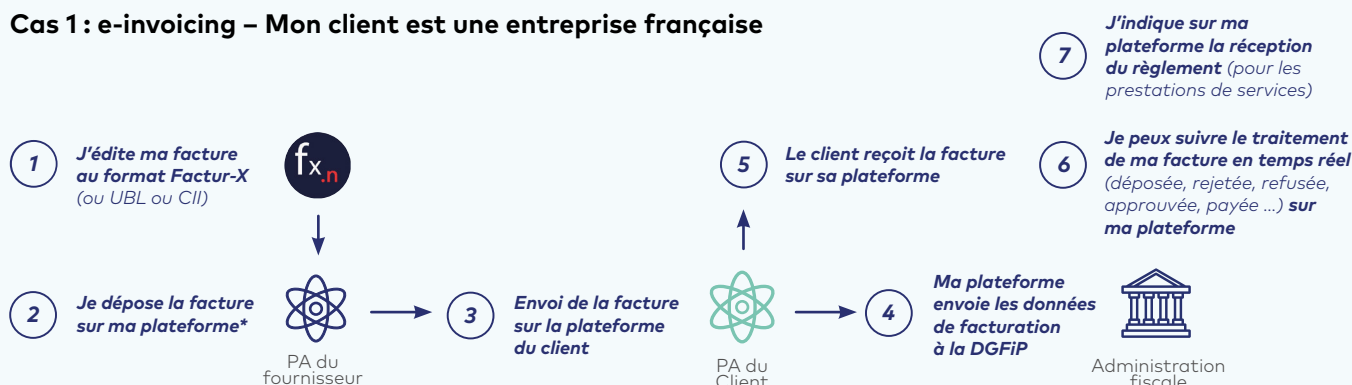 Cas 1 : e-invoicing – Mon client est une entreprise française
1
J'édite ma facture
au format Factur-X
(ou UBL ou CII)
fx.n
2
Je dépose la facture
sur ma plateforme*
PA du
fournisseur
3
Envoi de la facture
sur la plateforme
du client
PA du
Client
4
Ma plateforme
envoie les données
de facturation
à la DGFiP
Administration
fiscale
5
Le client reçoit la facture
sur sa plateforme
6
Je peux suivre le traitement
de ma facture en temps réel
(déposée, rejetée, refusée,
approuvée, payée ...) sur
ma plateforme
7
J'indique sur ma
plateforme la réception
du règlement (pour les
prestations de services)